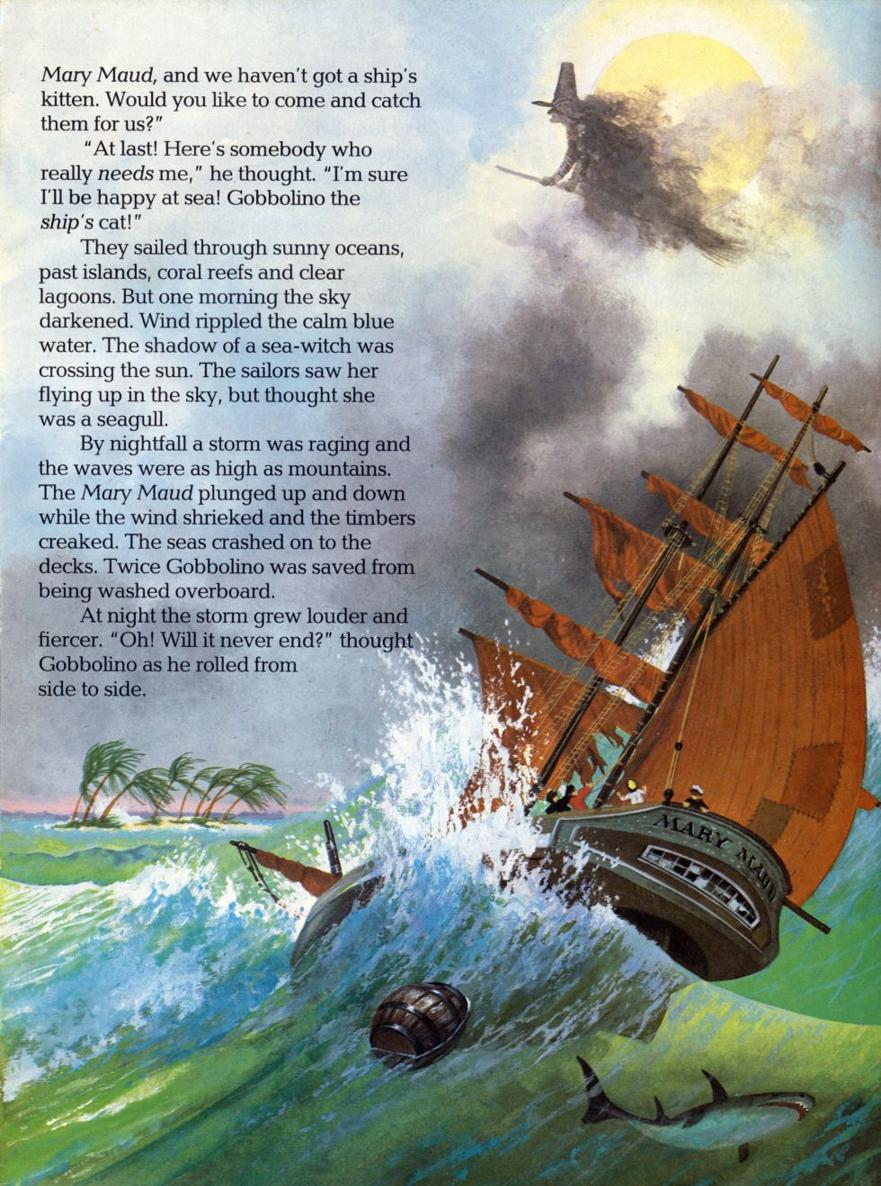 Mary Maud, and we haven't got a ship's
kitten. Would you like to come and catch
them for us?"
"At last! Here's somebody who
really needs me," he thought. "I'm sure
I'll be happy at sea! Gobbolino the
ship's cat!"
They sailed through sunny oceans,
past islands, coral reefs and clear
lagoons. But one morning the sky
darkened. Wind rippled the calm blue
water. The shadow of a sea-witch was
crossing the sun. The sailors saw her
flying up in the sky, but thought she
was a seagull.
By nightfall a storm was raging and
the waves were as high as mountains.
The Mary Maud plunged up and down
while the wind shrieked and the timbers
creaked. The seas crashed on to the
decks. Twice Gobbolino was saved from
being washed overboard.
At night the storm grew louder and
fiercer. "Oh! Will it never end?" thought
Gobbolino as he rolled from
side to side.
MARY MAUD